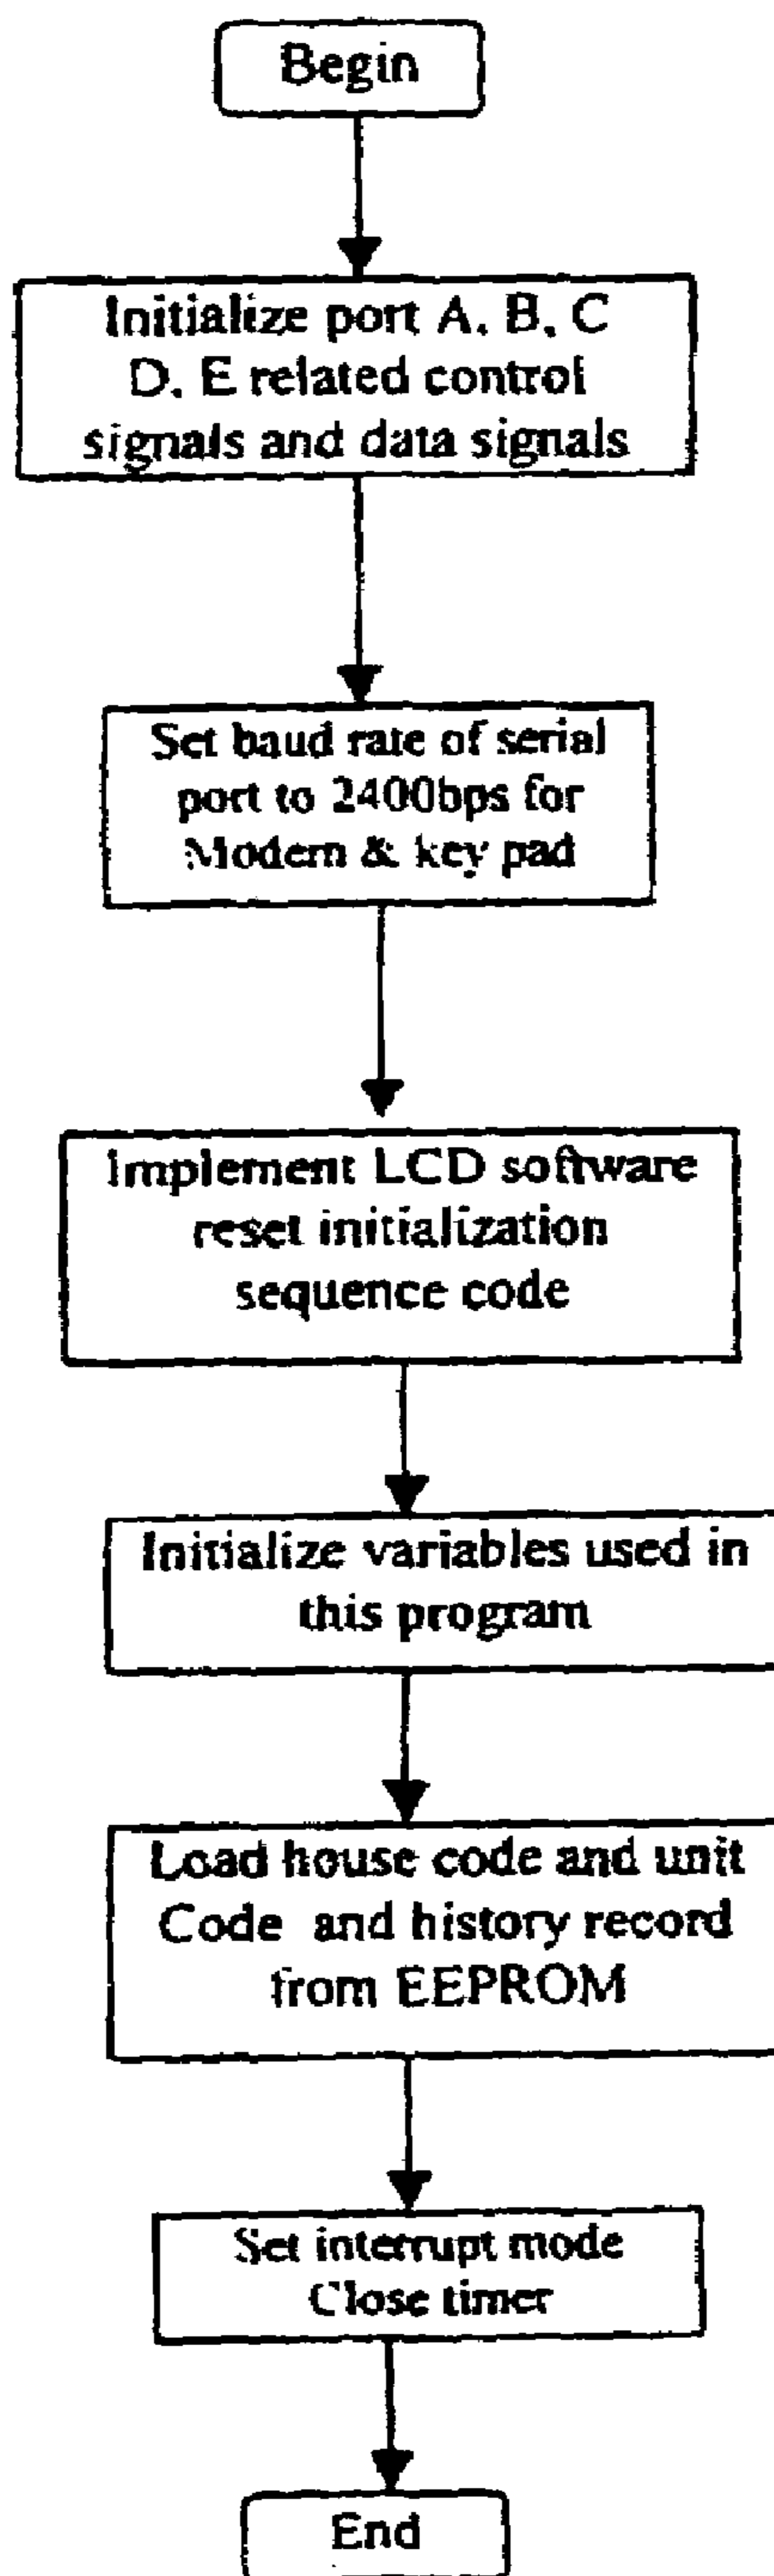 Begin
Initialize port A, B, C
D, E related control
signals and data signals
Set baud rate of serial
port to 2400bps for
Modem & key pad
Implement LCD software
reset initialization
sequence code
Initialize variables used in
this program
Load house code and unit
Code and history record
from EEPROM
Set interrupt mode
Close timer
End